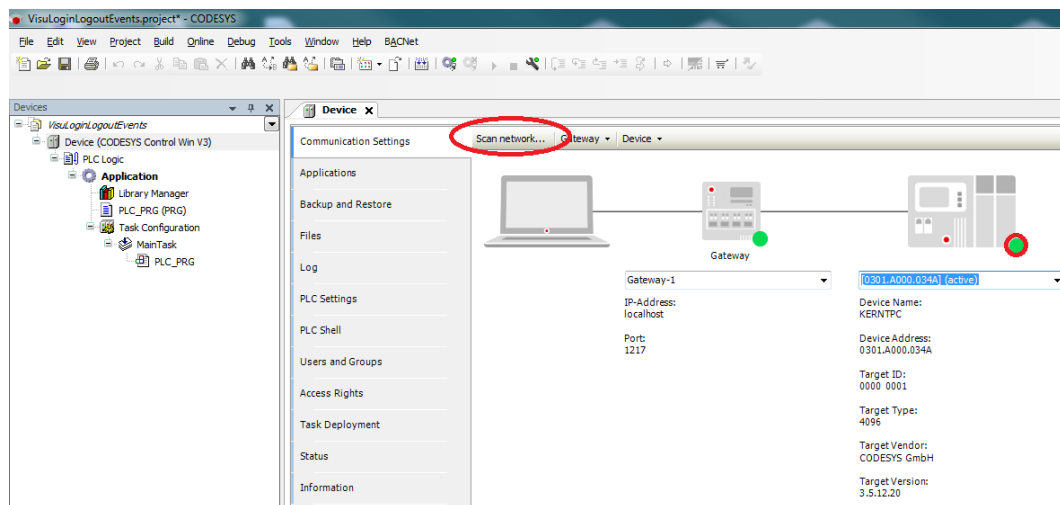 VisuLoginLogoutEvents.project* - CODESYS
File Edit View Project Build Online Debug Tools Window Help BACNet
Devices
VisuLoginLogoutEvents
Device (CODESYS Control Win V3)
PLC Logic
Application
Library Manager
PLC_PRG (PRG)
Task Configuration
MainTask
PLC_PRG
Device X
Communication Settings
Applications
Backup and Restore
Files
Log
PLC Settings
PLC Shell
Users and Groups
Access Rights
Task Deployment
Status
Information
Scan network... Gateway Device
Gateway
Gateway-1
IP-Address:
localhost
Port:
1217
[0301.A000.034A] (active)
Device Name:
KERNTPC
Device Address:
0301.A000.034A
Target ID:
0000 0001
Target Type:
4096
Target Vendor:
CODESYS GmbH
Target Version:
3.5.12.20